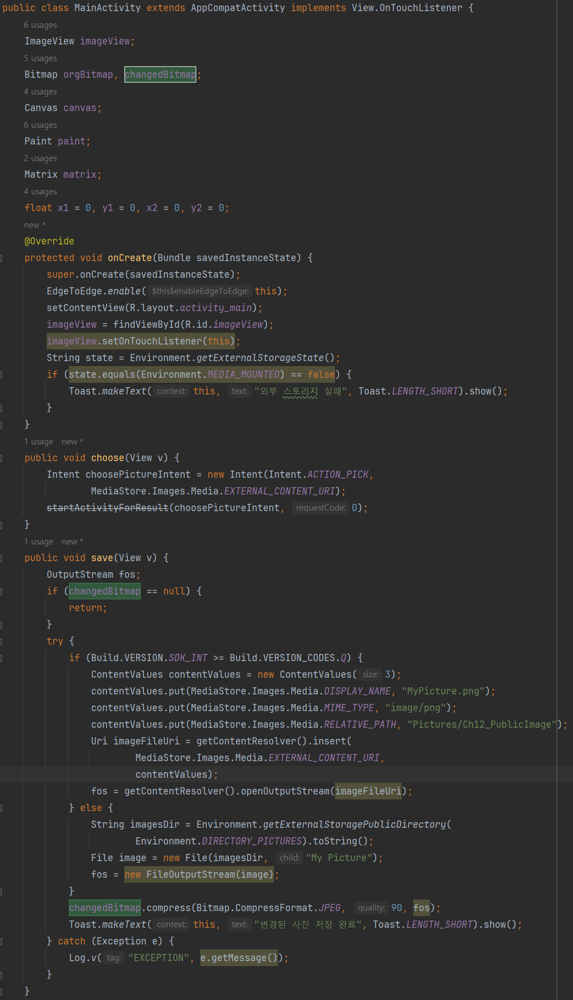 public class MainActivity extends AppCompatActivity implements View.OnTouchListener {
6 usages
ImageView imageView;
5 usages
Bitmap orgBitmap, changedBitmap;
4 usages
Canvas canvas;
6 usages
Paint paint;
2 usages
Matrix matrix;
4 usages
float x1 = 0, y1 = 0, x2 = 0, y2 = 0;
new *
@Override
protected void onCreate(Bundle savedInstanceState) {
super.onCreate(savedInstanceState);
EdgeToEdge.enable( $this$enableEdgeToEdge: this);
setContentView(R.layout.activity_main);
imageView = findViewById(R.id.imageView);
imageView.setOnTouchListener(this);
String state = Environment.getExternalStorageState();
if (state.equals(Environment.MEDIA_MOUNTED) == false) {
Toast.makeText( context: this, text: "외부 스토리지 실패", Toast.LENGTH_SHORT).show();
}
}
1 usage new *
public void choose(View v) {
Intent choosePictureIntent = new Intent(Intent.ACTION_PICK,
MediaStore.Images.Media.EXTERNAL_CONTENT_URI);
startActivityForResult(choosePictureIntent, requestCode: 0);
}
1 usage new *
public void save(View v) {
OutputStream fos;
if (changedBitmap == null) {
return;
}
try {
if (Build.VERSION.SDK_INT >= Build.VERSION_CODES.Q) {
ContentValues contentValues = new ContentValues( size: 3);
contentValues.put(MediaStore.Images.Media.DISPLAY_NAME, "MyPicture.png");
contentValues.put(MediaStore.Images.Media.MIME_TYPE, "image/png");
contentValues.put(MediaStore.Images.Media.RELATIVE_PATH, "Pictures/Ch12_PublicImage");
Uri imageFileUri = getContentResolver().insert(
MediaStore.Images.Media.EXTERNAL_CONTENT_URI,
contentValues);
fos = getContentResolver().openOutputStream(imageFileUri);
} else {
String imagesDir = Environment.getExternalStoragePublicDirectory(
Environment.DIRECTORY_PICTURES).toString();
File image = new File(imagesDir, child: "My Picture");
fos = new FileOutputStream(image);
}
changedBitmap.compress(Bitmap.CompressFormat.JPEG, quality: 90, fos);
Toast.makeText( context: this, text: "변경된 사진 저장 완료", Toast.LENGTH_SHORT).show();
} catch (Exception e) {
Log.v( tag: "EXCEPTION", e.getMessage());
}
}